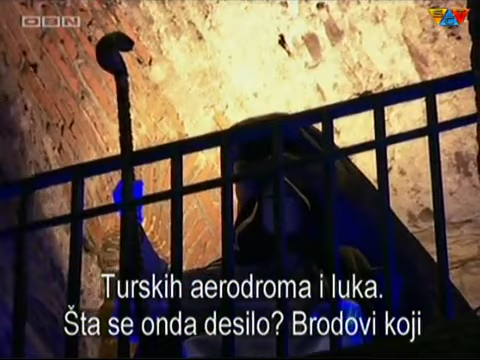 OBN
Turskih aerodroma i luka.
Šta se onda desilo? Brodovi koji